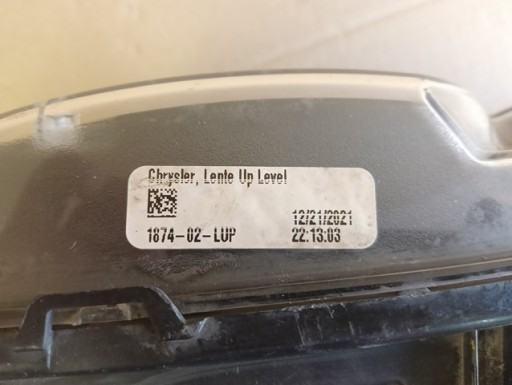 Chrysler, Lente Up Level
12/21/2021
1874-02-LUP 22:13:03